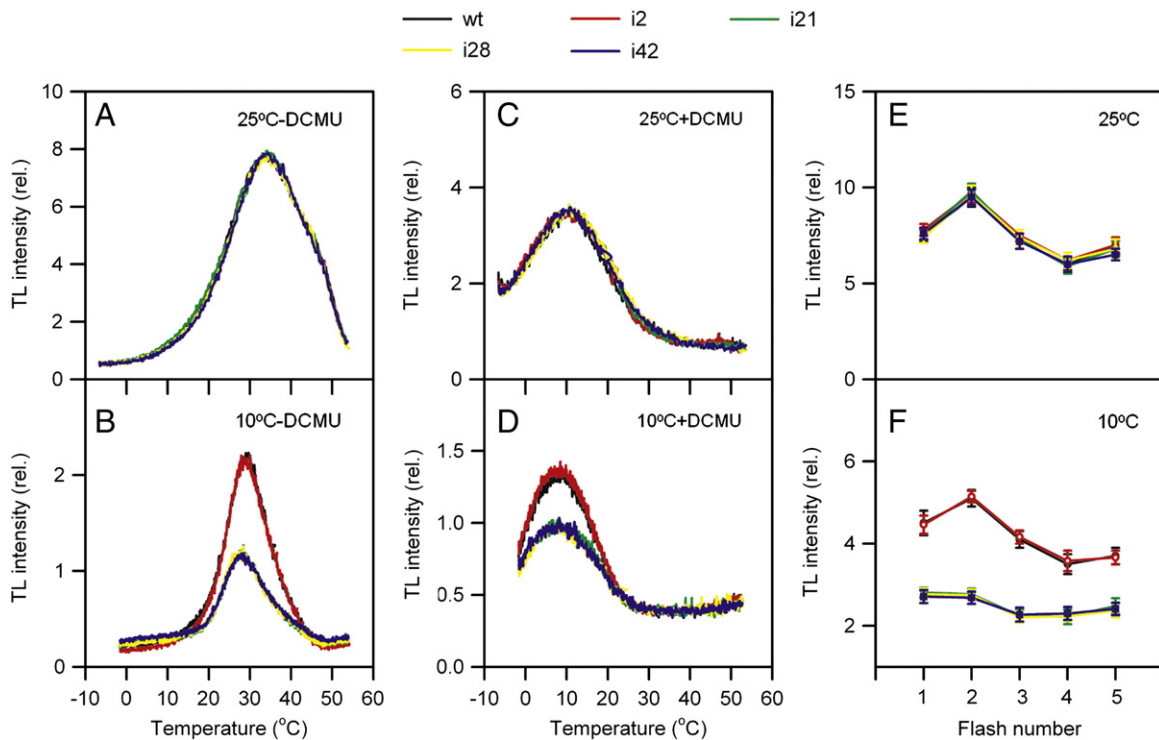 wt i2 i21
i28 i42
A 25ºC-DCMU
TL intensity (rel.)
10
8
6
4
2
0
B 10ºC-DCMU
TL intensity (rel.)
2
1
0
-10 0 10 20 30 40 50 60
Temperature (°C)
C 25ºC+DCMU
TL intensity (rel.)
6
4
2
0
D 10ºC+DCMU
TL intensity (rel.)
1.5
1.0
0.5
0.0
-10 0 10 20 30 40 50 60
Temperature (°C)
E 25ºC
TL intensity (rel.)
15
10
5
0
F 10ºC
TL intensity (rel.)
6
4
2
1 2 3 4 5
Flash number